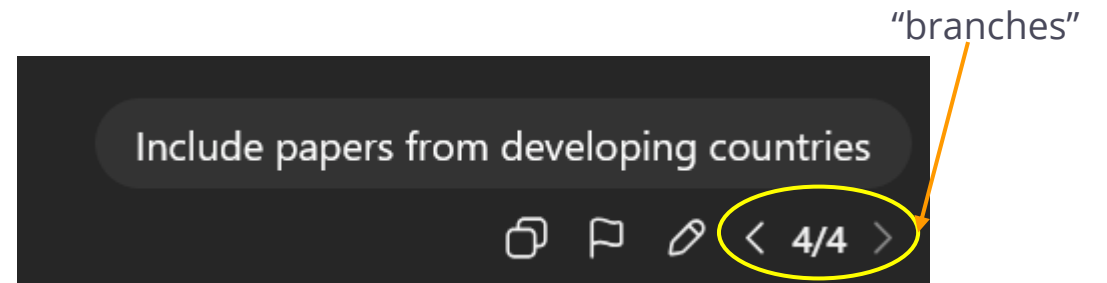 “branches”
Include papers from developing countries
< 4/4 >